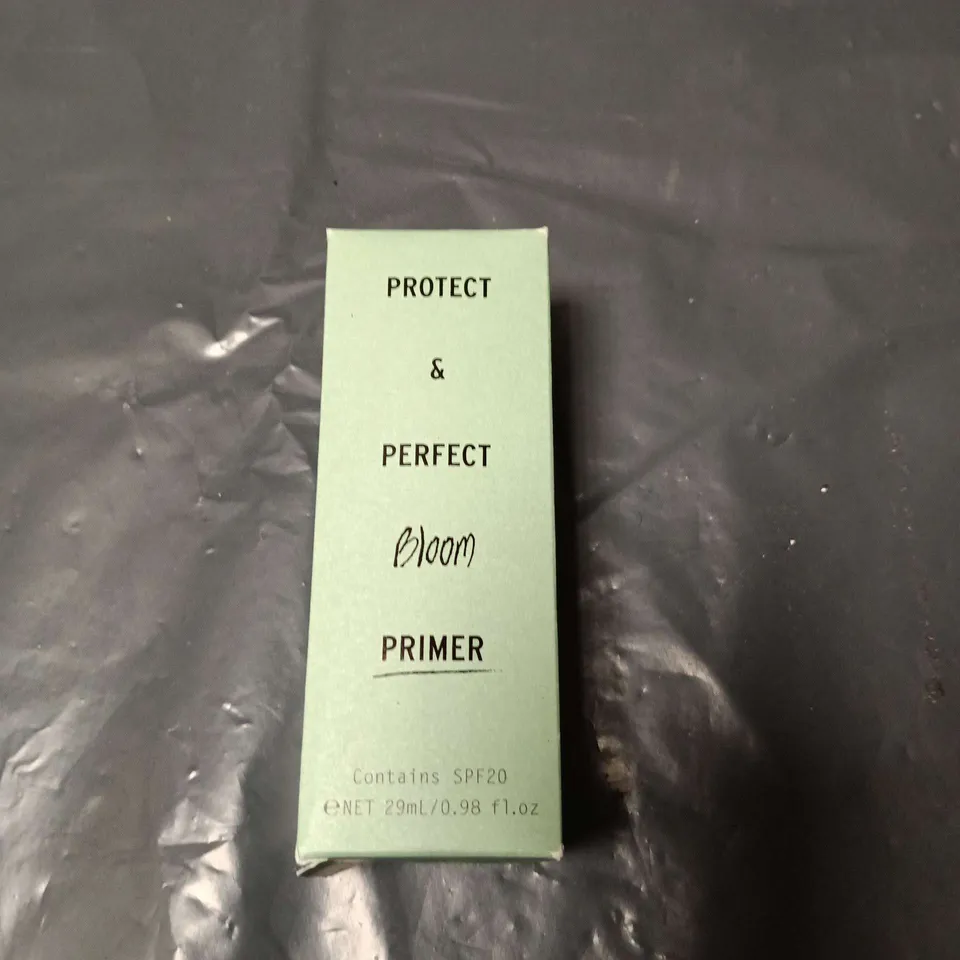 PROTECT
&
PERFECT
Bloom
PRIMER
Contains SPF20
℮NET 29mL/0.98 fl.oz